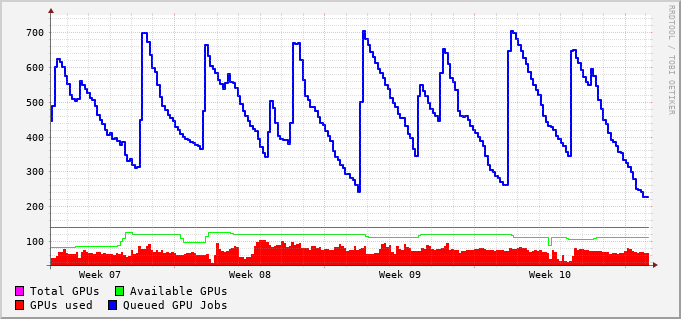 700
600
500
400
300
200
100
Week 07 Week 08 Week 09 Week 10
Total GPUs Available GPUs
GPUs used Queued GPU Jobs
RRDTOOL / TOBI OETIKER